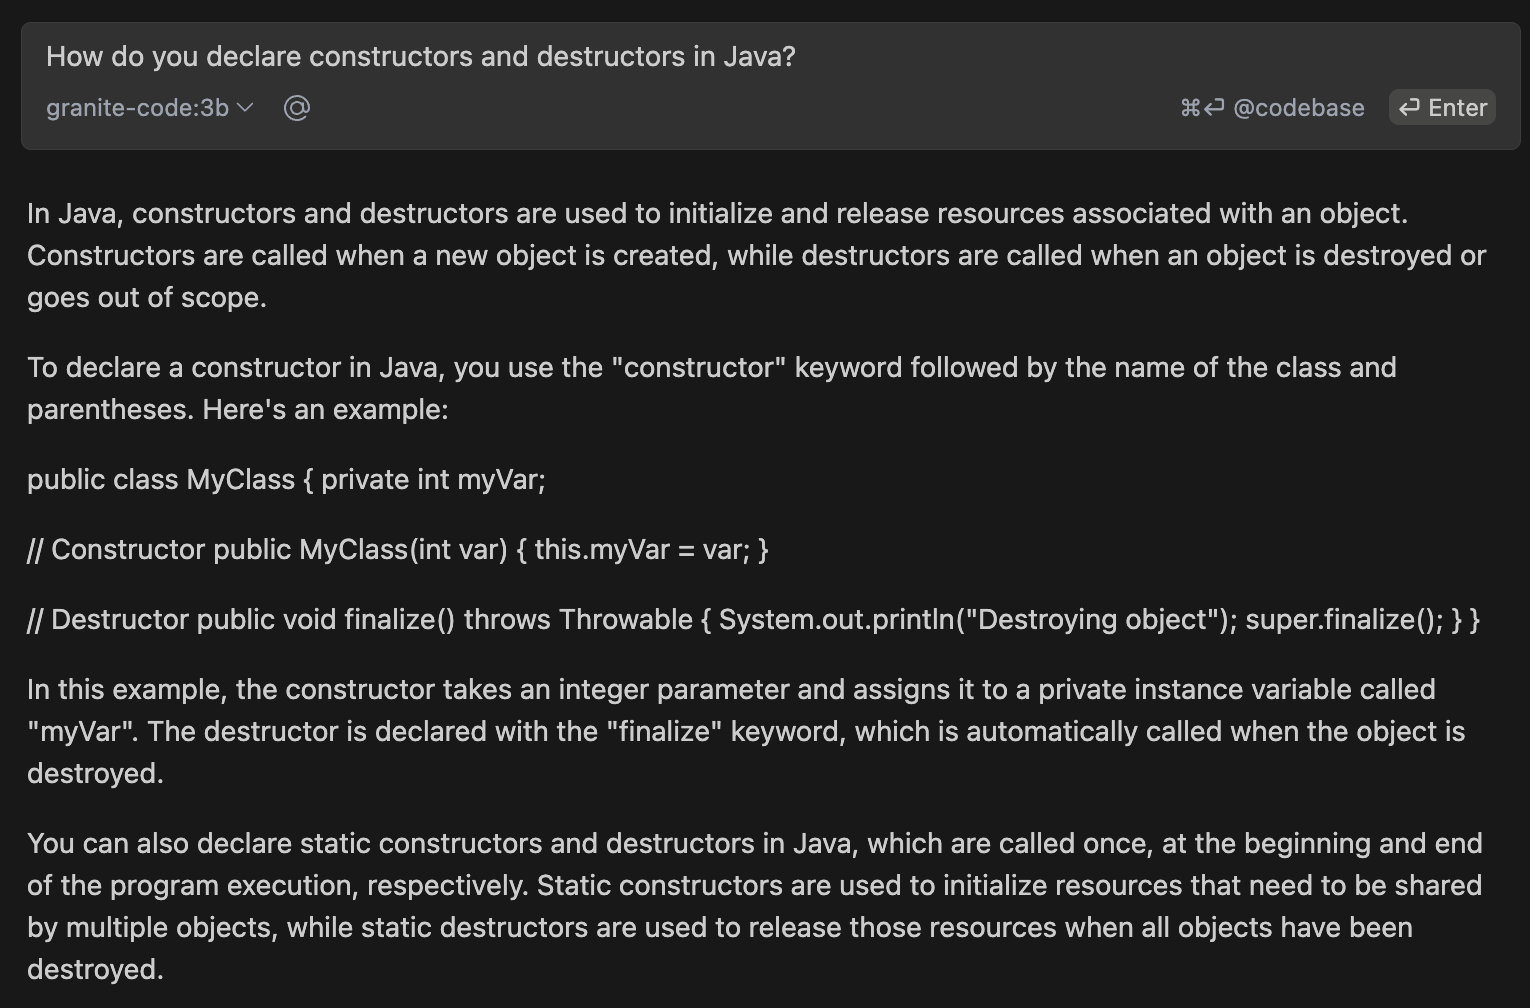 How do you declare constructors and destructors in Java?
granite-code:3b @ ⌘⏎ @codebase ⏎ Enter
In Java, constructors and destructors are used to initialize and release resources associated with an object.
Constructors are called when a new object is created, while destructors are called when an object is destroyed or
goes out of scope.
To declare a constructor in Java, you use the "constructor" keyword followed by the name of the class and
parentheses. Here's an example:
public class MyClass { private int myVar;
// Constructor public MyClass(int var) { this.myVar = var; }
// Destructor public void finalize() throws Throwable { System.out.println("Destroying object"); super.finalize(); } }
In this example, the constructor takes an integer parameter and assigns it to a private instance variable called
"myVar". The destructor is declared with the "finalize" keyword, which is automatically called when the object is
destroyed.
You can also declare static constructors and destructors in Java, which are called once, at the beginning and end
of the program execution, respectively. Static constructors are used to initialize resources that need to be shared
by multiple objects, while static destructors are used to release those resources when all objects have been
destroyed.